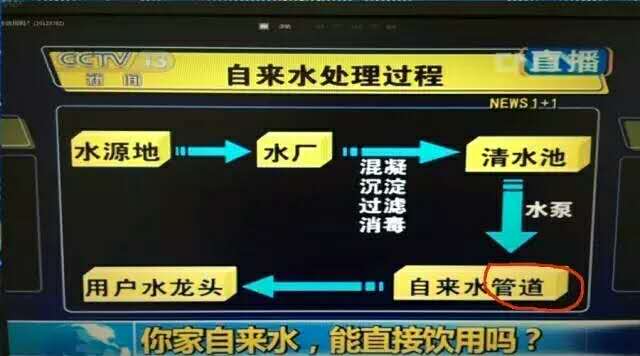 CCTV 13
新闻
直播
自来水处理过程
NEWS 1+1
水源地
水厂
混凝
沉淀
过滤
消毒
清水池
水泵
自来水管道
用户水龙头
你家自来水，能直接饮用吗？